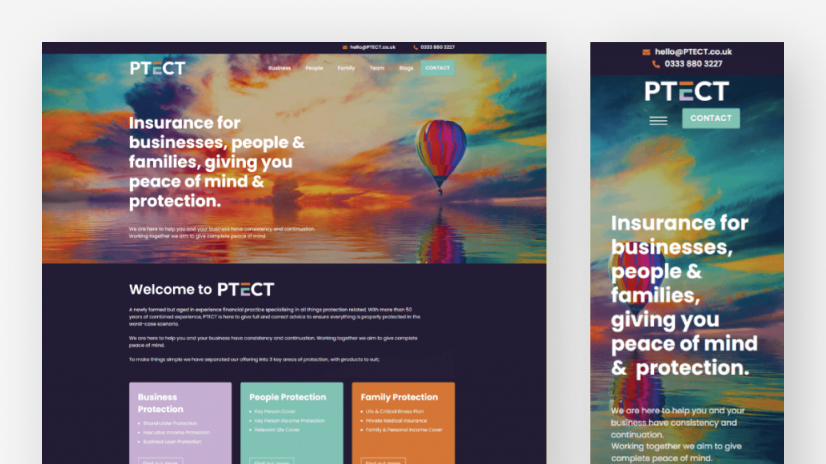 hello@PTECT.co.uk 0333 880 3227
PTECT
Business People Family Team Blogs CONTACT
Insurance for
businesses, people &
families, giving you
peace of mind &
protection.
We are here to help you and your business have consistency and continuation.
Working together we aim to give complete peace of mind.
Welcome to PTECT
A newly formed but aged in experience financial practice specialising in all things protection related. With more than 50
years of combined experience, PTECT is here to give full and correct advice to ensure everything is properly protected in the
worst-case scenario.
We are here to help you and your business have consistency and continuation. Working together we aim to give complete
peace of mind.
To make things simple we have separated our offering into 3 key areas of protection, with products to suit;
Business
Protection
Shareholder Protection
Executive Income Protection
Business Loan Protection
Find out more
People Protection
Key Person Cover
Key Person Income Protection
Relevant Life Cover
Find out more
Family Protection
Life & Critical Illness Plan
Private Medical Insurance
Family & Personal Income Cover
Find out more
hello@PTECT.co.uk
0333 880 3227
PTECT
CONTACT
Insurance for
businesses,
people &
families,
giving you
peace of mind
& protection.
We are here to help you and your
business have consistency and
continuation.
Working together we aim to give
complete peace of mind.